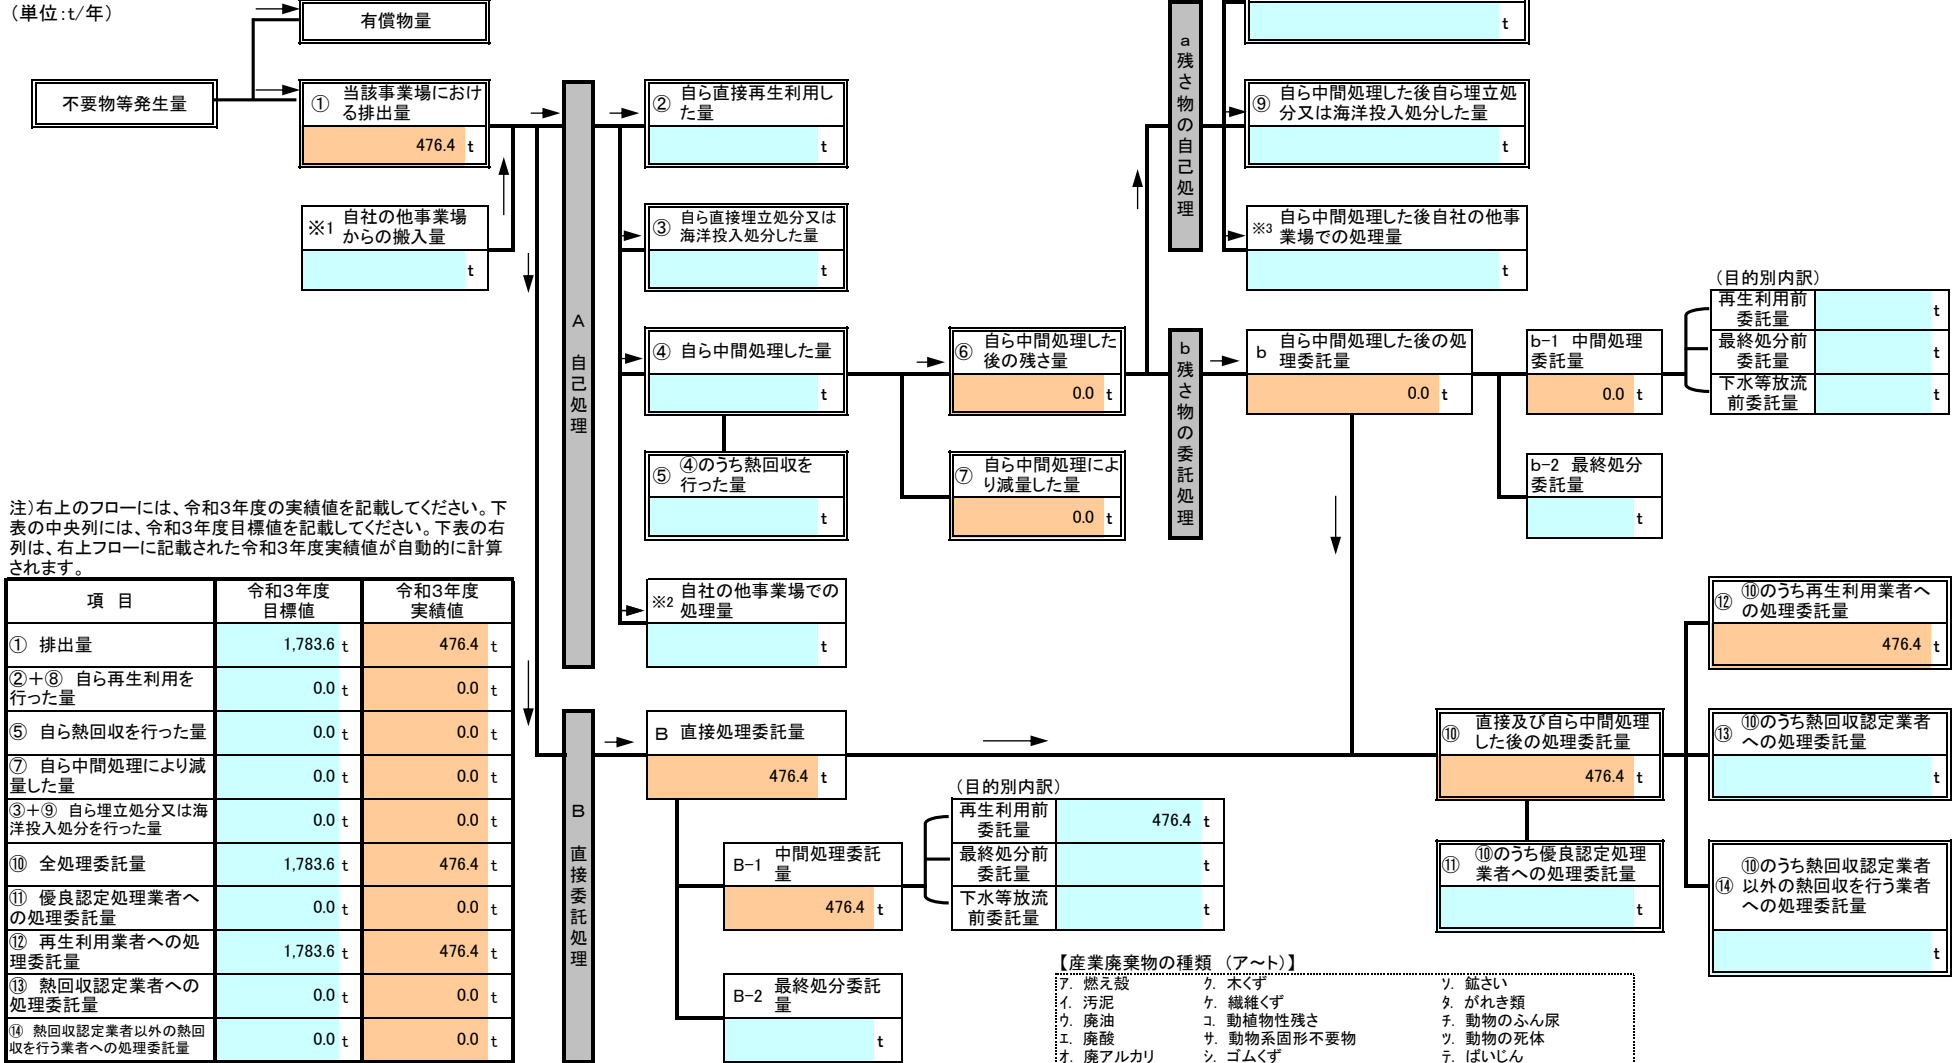 （単位:t/年）
有償物量
不要物等発生量
① 当該事業場におけ
る排出量
476.4 t
※1 自社の他事業場
からの搬入量
t
A 自己処理
② 自ら直接再生利用し
た量
t
③ 自ら直接埋立処分又は
海洋投入処分した量
t
④ 自ら中間処理した量
t
⑤ ④のうち熱回収を
行った量
t
※2 自社の他事業場での
処理量
t
⑥ 自ら中間処理した
後の残さ量
0.0 t
⑦ 自ら中間処理によ
り減量した量
0.0 t
a 残さ物の自己処理
t
⑨ 自ら中間処理した後自ら埋立処
分又は海洋投入処分した量
t
※3 自ら中間処理した後自社の他事
業場での処理量
t
b 残さ物の委託処理
b 自ら中間処理した後の処
理委託量
0.0 t
b-1 中間処理
委託量
0.0 t
b-2 最終処分
委託量
t
（目的別内訳）
再生利用前
委託量
t
最終処分前
委託量
t
下水等放流
前委託量
t
注）右上のフローには、令和3年度の実績値を記載してください。下
表の中央列には、令和3年度目標値を記載してください。下表の右
列は、右上フローに記載された令和3年度実績値が自動的に計算
されます。
項 目
令和3年度
目標値
令和3年度
実績値
① 排出量 1,783.6 t 476.4 t
②＋⑧ 自ら再生利用を
行った量 0.0 t 0.0 t
⑤ 自ら熱回収を行った量 0.0 t 0.0 t
⑦ 自ら中間処理により減
量した量 0.0 t 0.0 t
③＋⑨ 自ら埋立処分又は海
洋投入処分を行った量 0.0 t 0.0 t
⑩ 全処理委託量 1,783.6 t 476.4 t
⑪ 優良認定処理業者へ
の処理委託量 0.0 t 0.0 t
⑫ 再生利用業者への処
理委託量 1,783.6 t 476.4 t
⑬ 熱回収認定業者への
処理委託量 0.0 t 0.0 t
⑭ 熱回収認定業者以外の熱回
収を行う業者への処理委託量 0.0 t 0.0 t
B 直接委託処理
B 直接処理委託量
476.4 t
B-1 中間処理委託
量
476.4 t
B-2 最終処分委託
量
t
（目的別内訳）
再生利用前
委託量
476.4 t
最終処分前
委託量
t
下水等放流
前委託量
t
⑩ 直接及び自ら中間処理
した後の処理委託量
476.4 t
⑪ ⑩のうち優良認定処理
業者への処理委託量
t
⑫ ⑩のうち再生利用業者へ
の処理委託量
476.4 t
⑬ ⑩のうち熱回収認定業者
への処理委託量
t
⑭ ⑩のうち熱回収認定業者
以外の熱回収を行う業者
への処理委託量
t
【産業廃棄物の種類 （ア～ト）】
ア. 燃え殻 ク. 木くず ソ. 鉱さい
イ. 汚泥 ケ. 繊維くず タ. がれき類
ウ. 廃油 コ. 動植物性残さ チ. 動物のふん尿
エ. 廃酸 サ. 動物系固形不要物 ツ. 動物の死体
オ. 廃アルカリ シ. ゴムくず テ. ばいじん